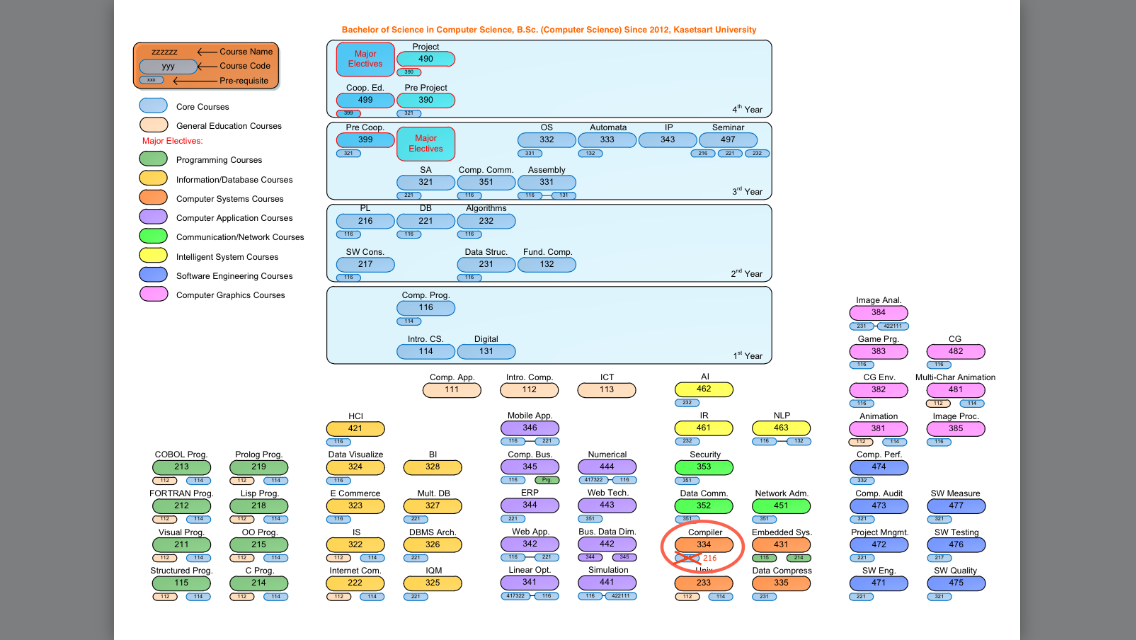 Bachelor of Science in Computer Science, B.Sc. (Computer Science) Since 2012, Kasetsart University
zzzzzz Course Name
yyy Course Code
xxx Pre-requisite
Core Courses
General Education Courses
Major Electives:
Programming Courses
Information/Database Courses
Computer Systems Courses
Computer Application Courses
Communication/Network Courses
Intelligent System Courses
Software Engineering Courses
Computer Graphics Courses
Major Electives
Project
490
390
Coop. Ed. Pre Project
499 390
399 321
4th Year
Pre Coop. OS Automata IP Seminar
399 Major Electives 332 333 343 497
321 331 132 216 221 232
SA Comp. Comm. Assembly
321 351 331
221 116 116 131
3rd Year
PL DB Algorithms
216 221 232
116 116 116
SW Cons. Data Struc. Fund. Comp.
217 231 132
116 116
2nd Year
Comp. Prog.
116
114
Intro. CS. Digital
114 131
1st Year
Comp. App. Intro. Comp. ICT
111 112 113
HCI
421
116
Data Visualize BI
324 328
116
E Commerce Mult. DB
323 327
116 221
IS DBMS Arch.
322 326
112 114 221
Internet Com. IQM
222 325
112 114 221
COBOL Prog. Prolog Prog.
213 219
112 114 112 114
FORTRAN Prog. Lisp Prog.
212 218
112 114 112 114
Visual Prog. OO Prog.
211 215
112 114 112 114
Structured Prog. C Prog.
115 214
112 114 112 114
Mobile App.
346
116 221
Comp. Bus. Numerical
345 444
116 Prg. 417322 116
ERP Web Tech.
344 443
221 351
Web App. Bus. Data Dim.
342 442
116 221 344 345
Linear Opt. Simulation
341 441
417322 116 116 422111
AI
462
232
IR NLP
461 463
232 116 132
Security
353
351
Data Comm. Network Adm.
352 451
351 351
Compiler Embedded Sys.
334 431
216 116 214
Data Compress
233 335
112 114 231
Image Anal.
384
231 422111
Game Prg. CG
383 482
116 116
CG Env. Multi-Char Animation
382 481
116 112 114
Animation Image Proc.
381 385
112 114 116
Comp. Perf.
474
332
Comp. Audit SW Measure
473 477
321 321
Project Mngmt. SW Testing
472 476
221 217
SW Eng. SW Quality
471 475
221 321